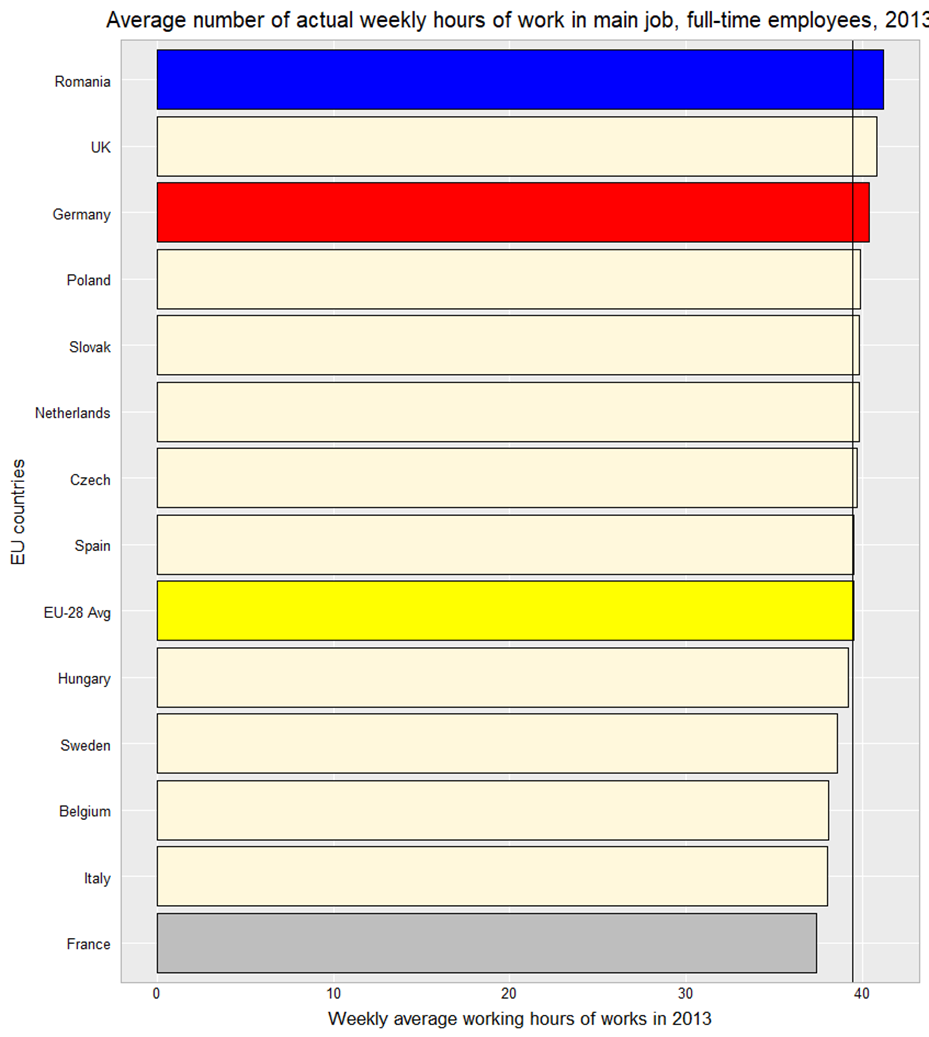 Average number of actual weekly hours of work in main job, full-time employees, 2013
Romania
UK
Germany
Poland
Slovak
Netherlands
Czech
Spain
EU-28 Avg
Hungary
Sweden
Belgium
Italy
France
EU countries
0 10 20 30 40
Weekly average working hours of works in 2013